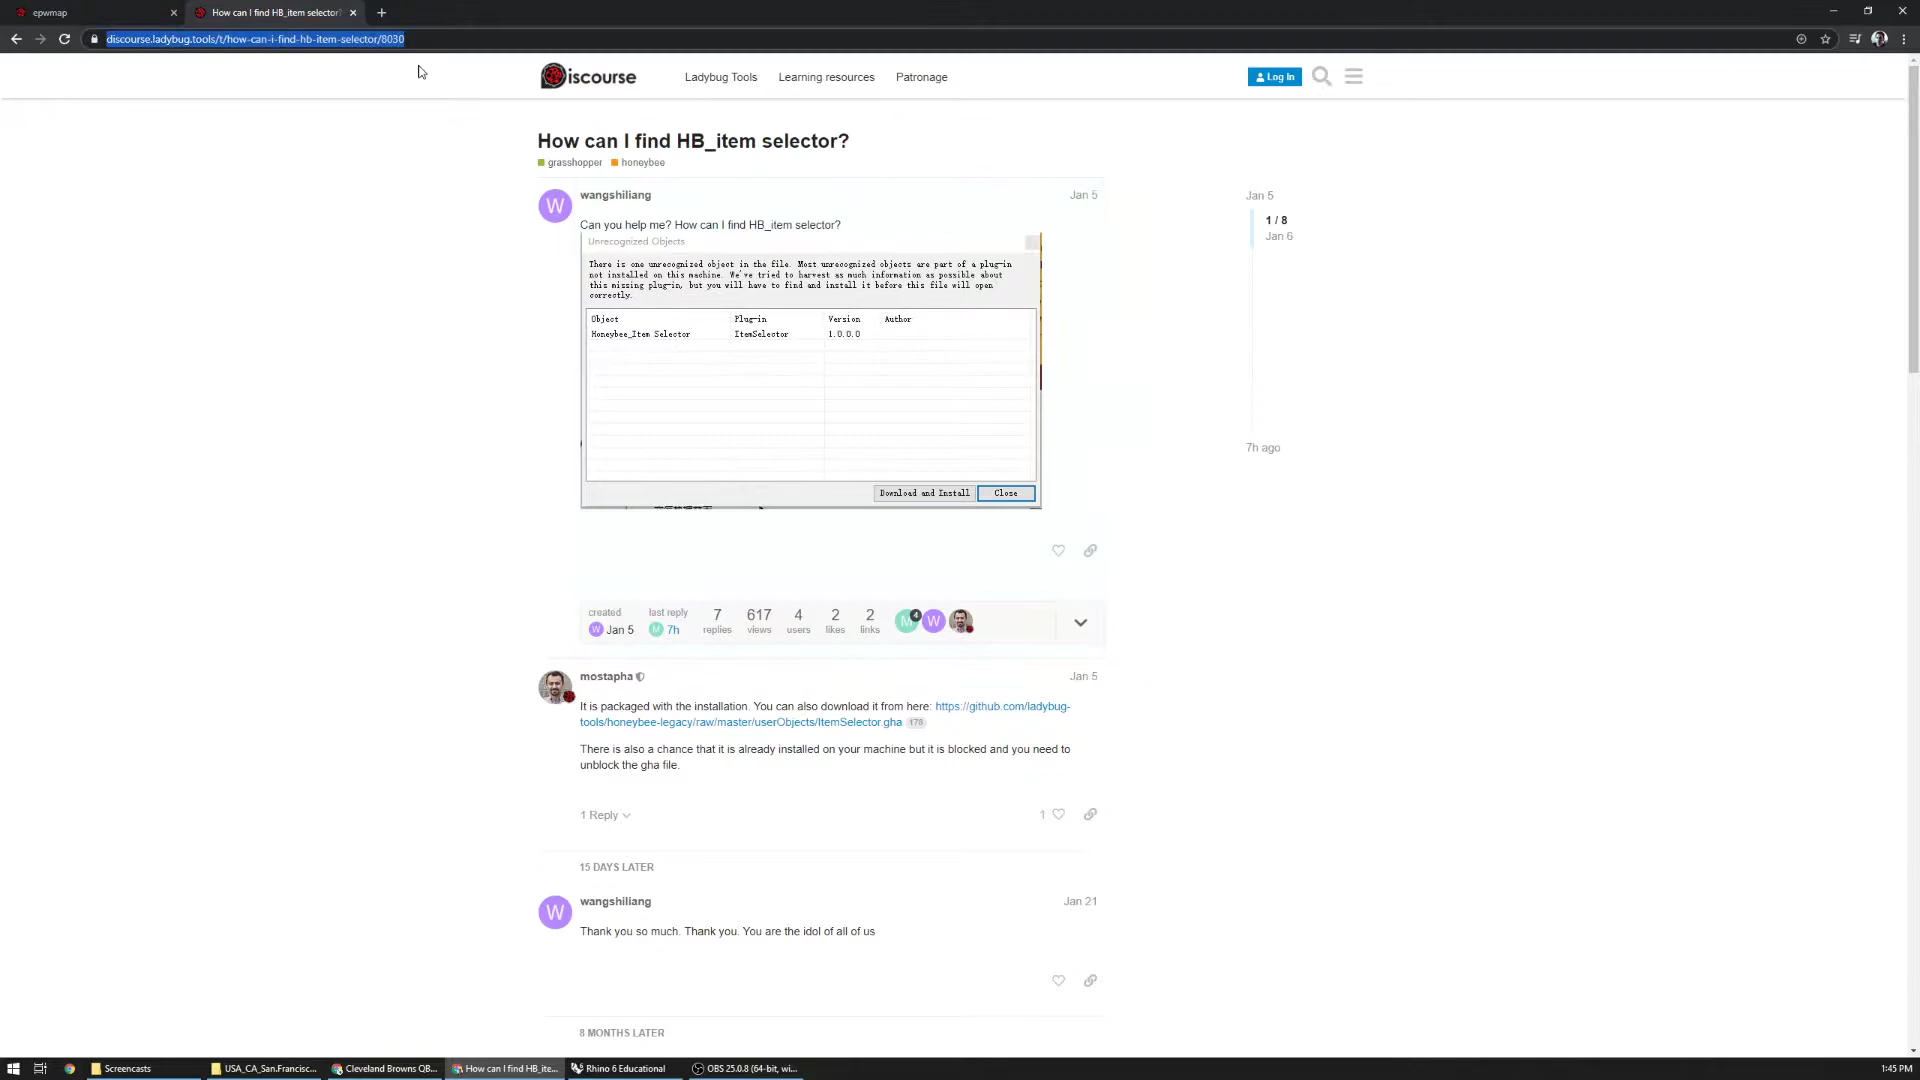 epwmap
How can I find HB_item selector?
discourse.ladybug.tools/t/how-can-i-find-hb-item-selector/8030
iscourse
Ladybug Tools
Learning resources
Patronage
Log In
How can I find HB_item selector?
grasshopper
honeybee
W
wangshiliang
Jan 5
Can you help me? How can I find HB_item selector?
Unrecognized Objects
There is one unrecognized object in the file. Most unrecognized objects are part of a plug-in
not installed on this machine. We've tried to harvest as much information as possible about
this missing plug-in, but you will have to find and install it before this file will open
correctly.
Object Plug-in Version Author
Honeybee_Item Selector ItemSelector 1.0.0.0
Download and Install
Close
Jan 5
1 / 8
Jan 6
7h ago
created last reply 7 617 4 2 2
W Jan 5 M 7h replies views users likes links
M 4 W
mostapha
Jan 5
It is packaged with the installation. You can also download it from here: https://github.com/ladybug-
tools/honeybee-legacy/raw/master/userObjects/ItemSelector.gha 178
There is also a chance that it is already installed on your machine but it is blocked and you need to
unblock the gha file.
1 Reply
1
15 DAYS LATER
W
wangshiliang
Jan 21
Thank you so much. Thank you. You are the idol of all of us
8 MONTHS LATER
Screencasts
USA_CA_San.Francisc...
Cleveland Browns QB...
How can I find HB_ite...
Rhino 6 Educational
OBS 25.0.8 (64-bit, wi...
1:45 PM